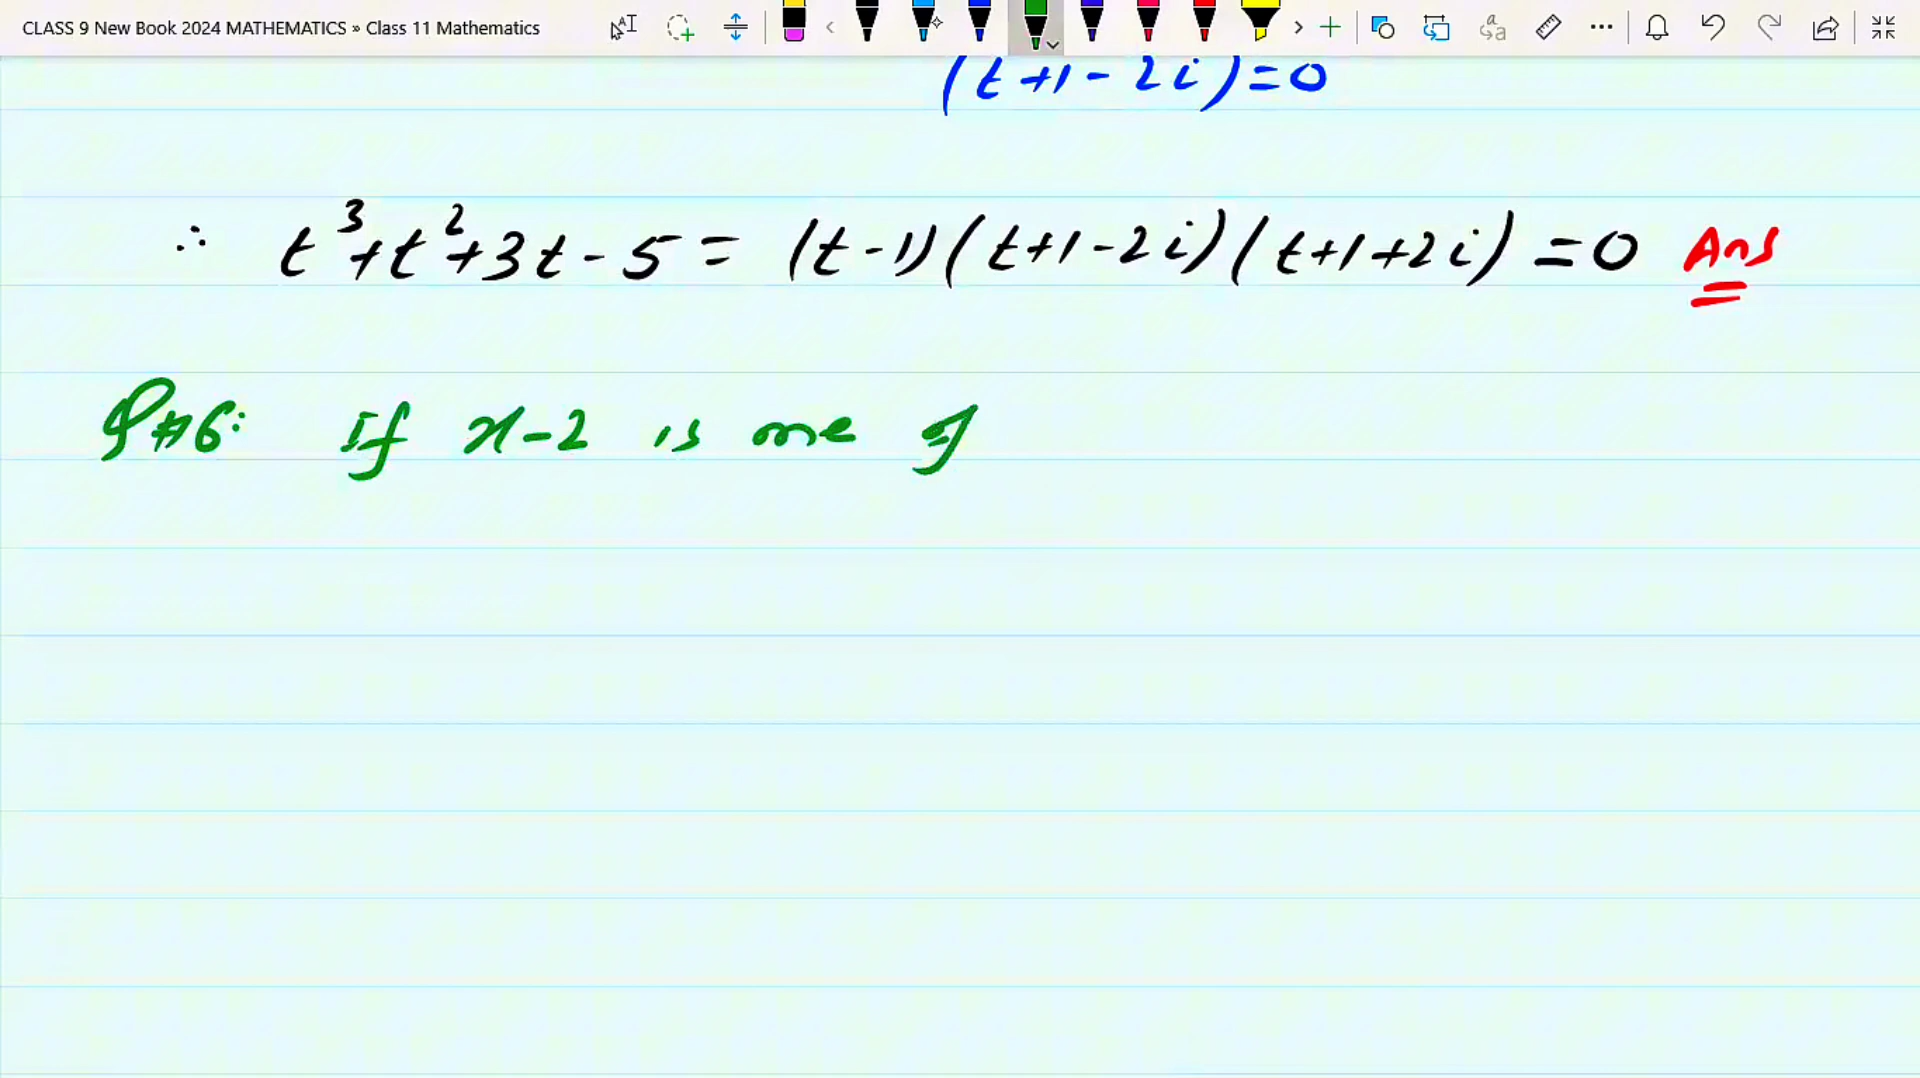 CLASS 9 New Book 2024 MATHEMATICS » Class 11 Mathematics
(t+1-2i)=0
∴ t³+t²+3t-5 = (t-1)(t+1-2i)(t+1+2i)=0 Ans
Q#6: If x-2 is one of